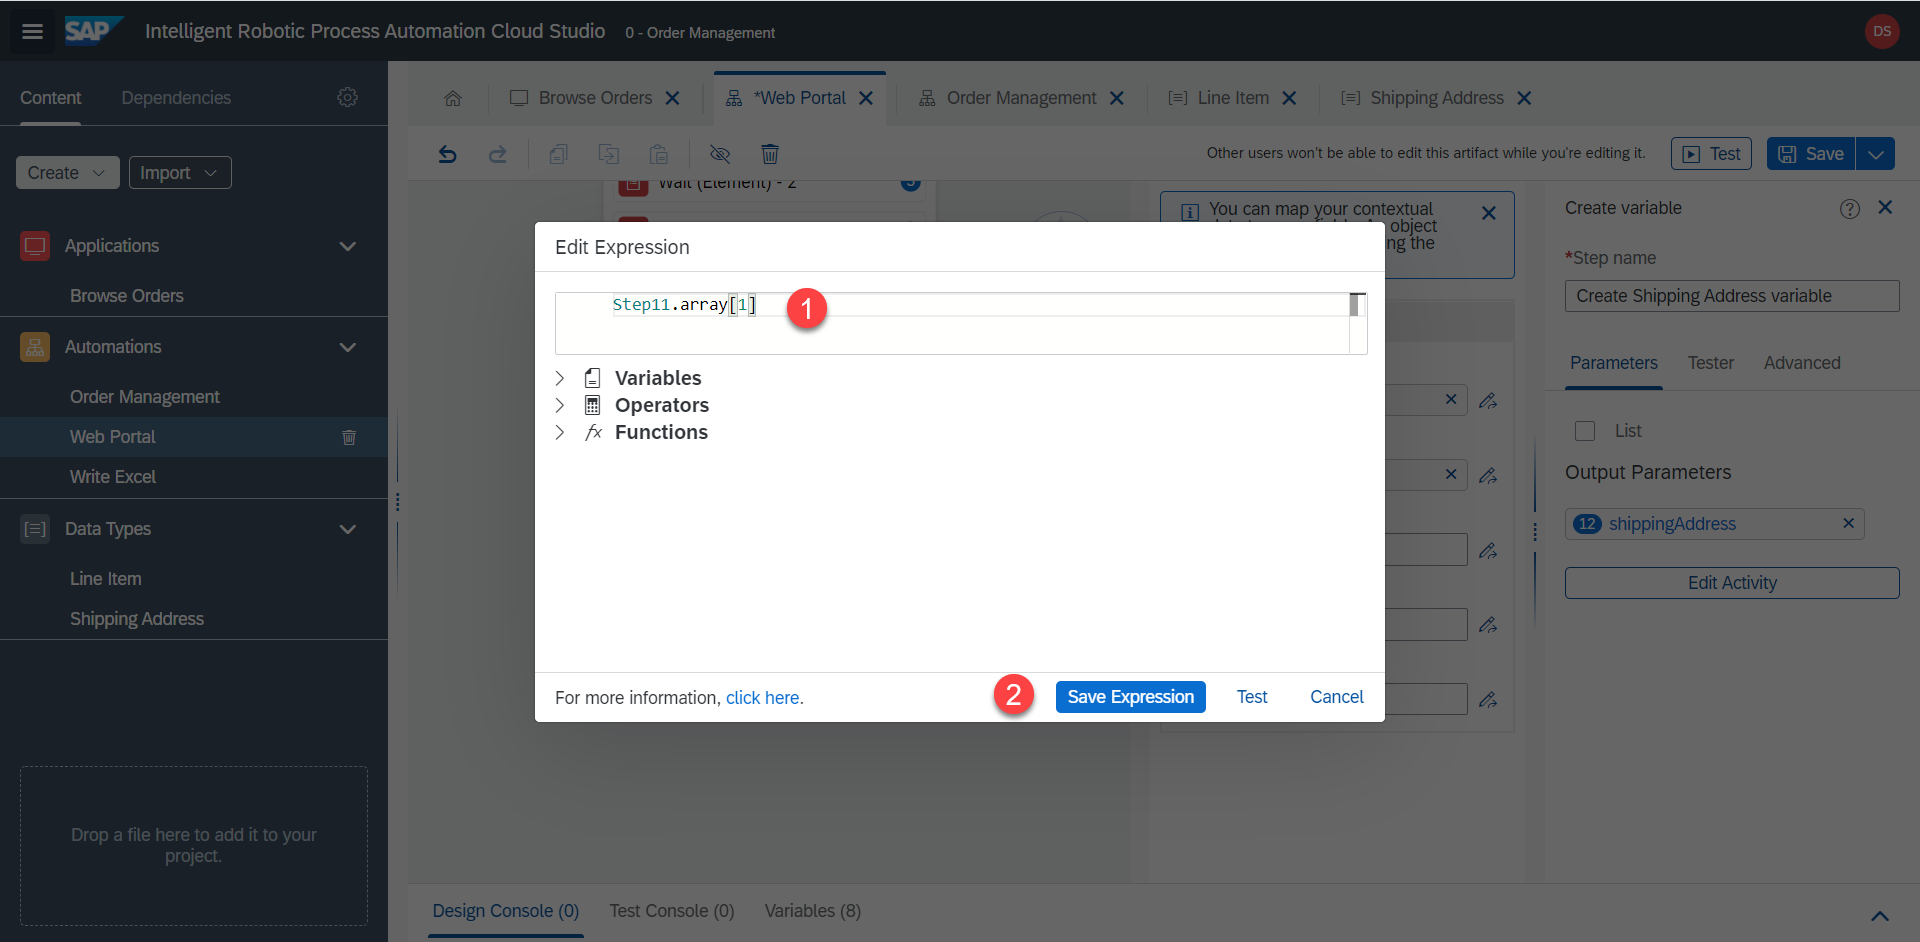 SAP Intelligent Robotic Process Automation Cloud Studio 0 - Order Management DS
Content Dependencies
Browse Orders *Web Portal Order Management Line Item Shipping Address
Create Import
Other users won't be able to edit this artifact while you're editing it. Test Save
Wait (Element) - 2
You can map your contextual
object
ng the
Create variable
*Step name
Create Shipping Address variable
Parameters Tester Advanced
List
Output Parameters
12 shippingAddress
Edit Activity
Applications
Browse Orders
Automations
Order Management
Web Portal
Write Excel
Data Types
Line Item
Shipping Address
Drop a file here to add it to your
project.
Edit Expression
Step11.array[1] 1
Variables
Operators
fx Functions
For more information, click here. 2 Save Expression Test Cancel
Design Console (0) Test Console (0) Variables (8)